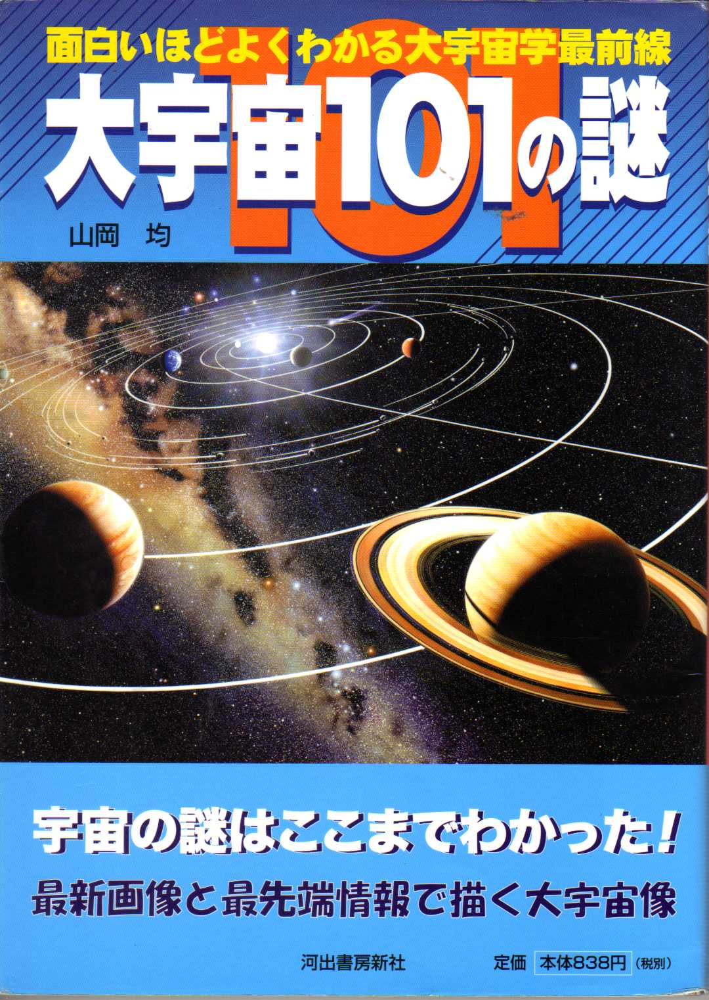 面白いほどよくわかる大宇宙学最前線
101
大宇宙101の謎
山岡 均
宇宙の謎はここまでわかった!
最新画像と最先端情報で描く大宇宙像
河出書房新社 定価 本体838円(税別)